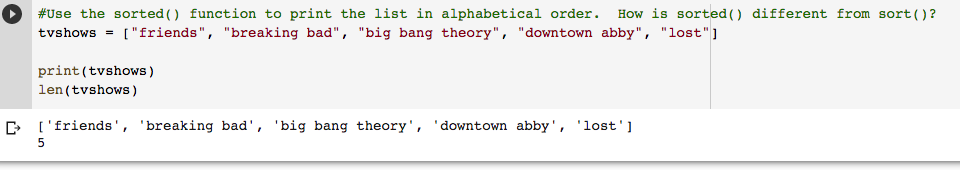 #Use the sorted() function to print the list in alphabetical order.  How is sorted() different from sort()?
tvshows = ["friends", "breaking bad", "big bang theory", "downtown abby", "lost"]
print(tvshows)
len(tvshows)
['friends', 'breaking bad', 'big bang theory', 'downtown abby', 'lost']
5